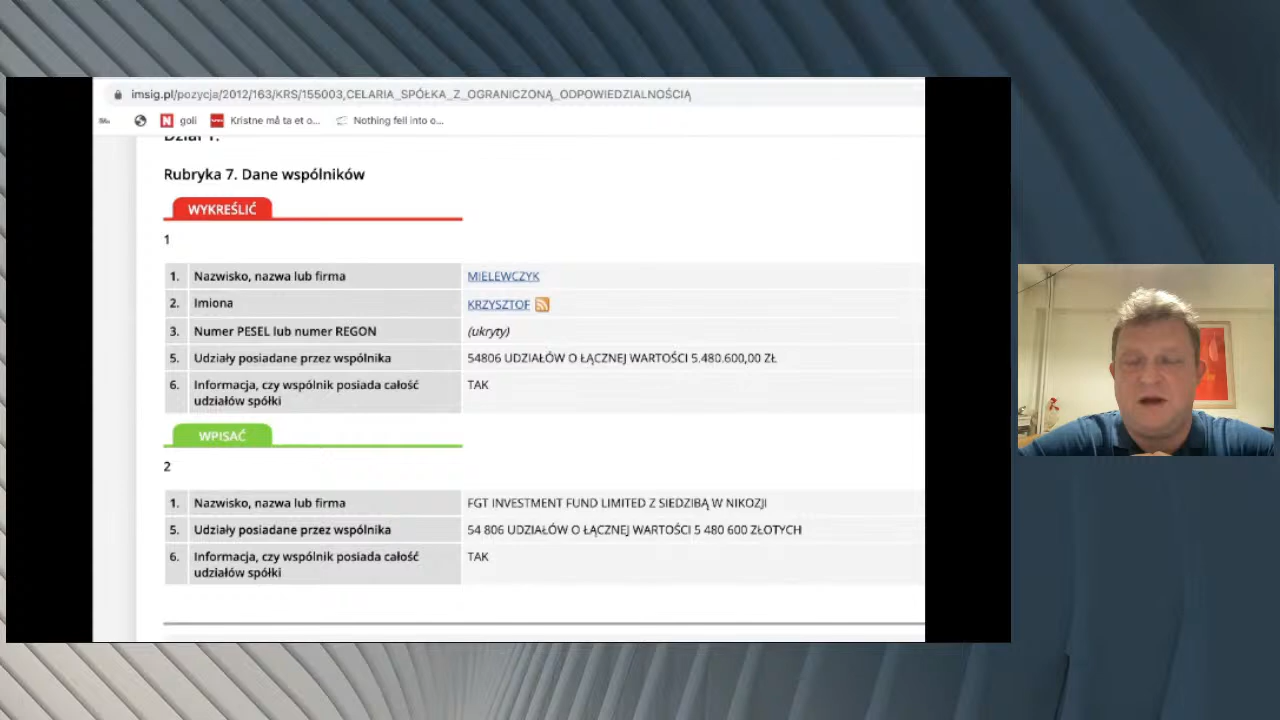 imsig.pl/pozycja/2012/163/KRS/155003,CELARIA_SPÓŁKA_Z_OGRANICZONĄ_ODPOWIEDZIALNOŚCIĄ
goli Kristne må ta et o... Nothing fell into o...
Dział 1.
Rubryka 7. Dane wspólników
WYKREŚLIĆ
1
1. Nazwisko, nazwa lub firma MIELEWCZYK
2. Imiona KRZYSZTOF
3. Numer PESEL lub numer REGON (ukryty)
5. Udziały posiadane przez wspólnika 54806 UDZIAŁÓW O ŁĄCZNEJ WARTOŚCI 5.480.600,00 ZŁ
6. Informacja, czy wspólnik posiada całość TAK
udziałów spółki
WPISAĆ
2
1. Nazwisko, nazwa lub firma FGT INVESTMENT FUND LIMITED Z SIEDZIBĄ W NIKOZJI
5. Udziały posiadane przez wspólnika 54 806 UDZIAŁÓW O ŁĄCZNEJ WARTOŚCI 5 480 600 ZŁOTYCH
6. Informacja, czy wspólnik posiada całość TAK
udziałów spółki